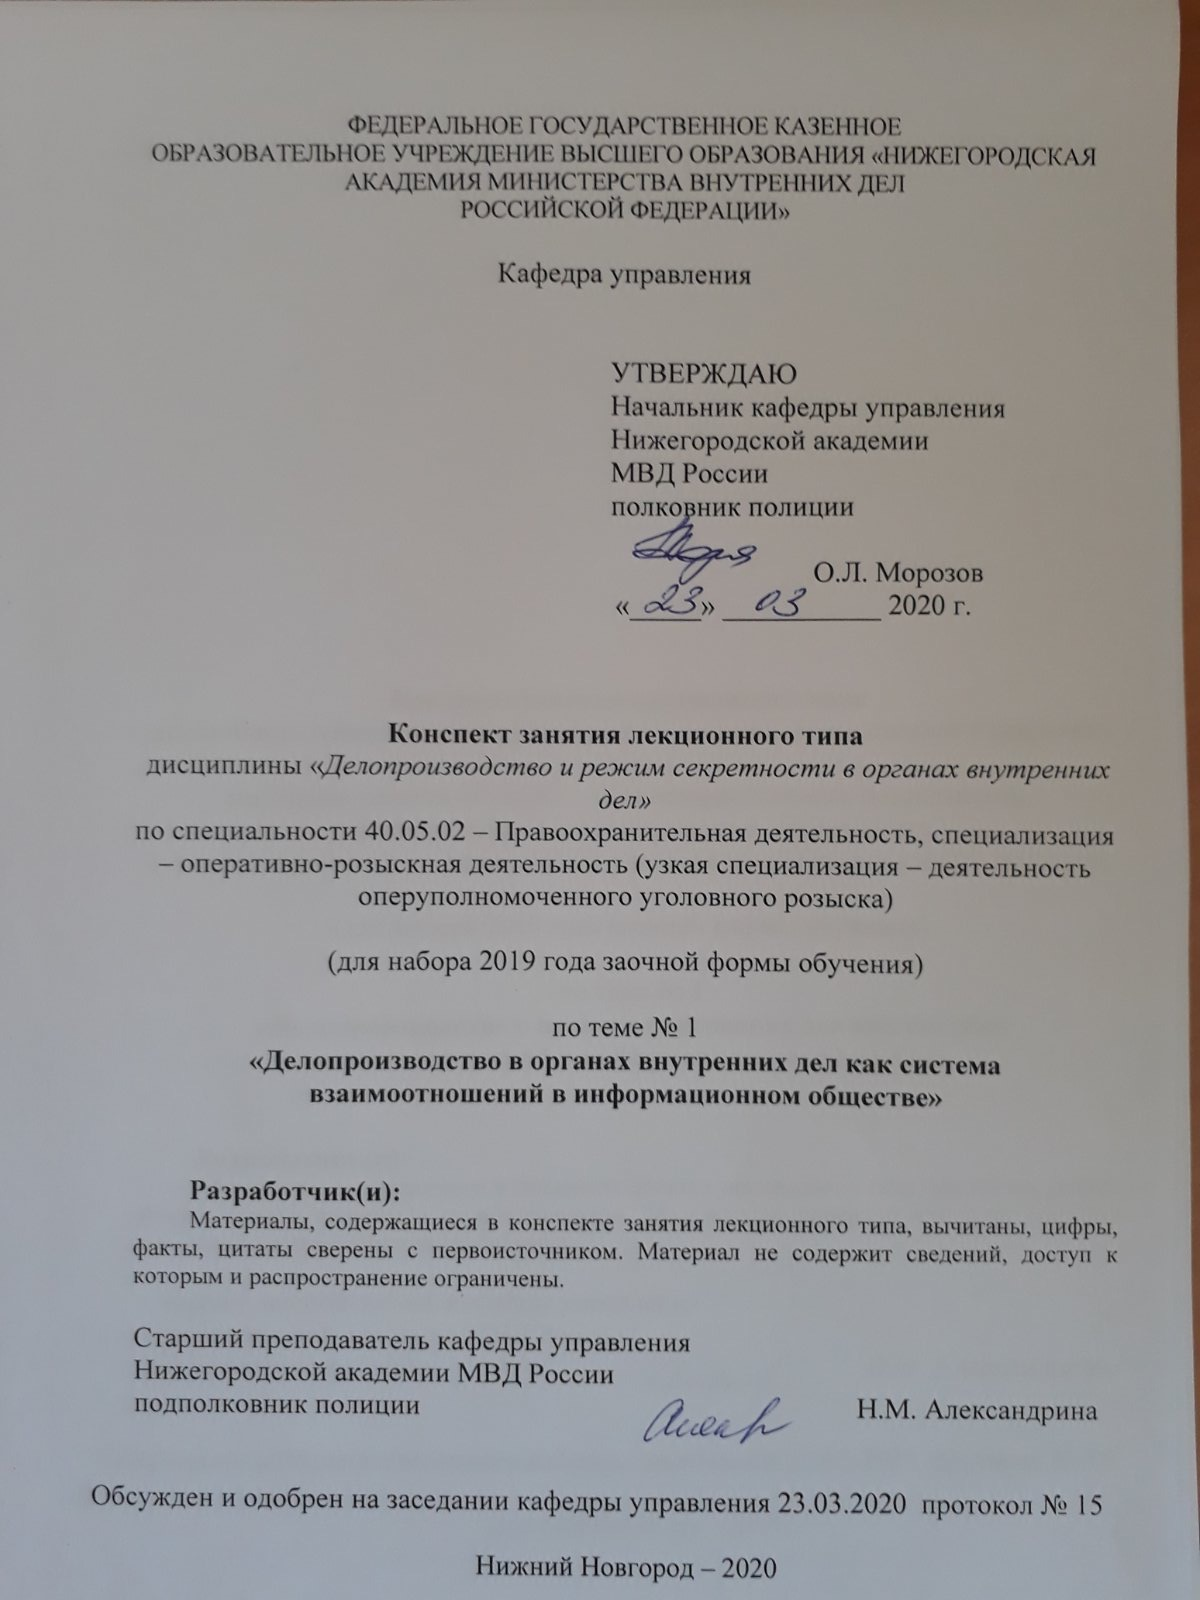 ФЕДЕРАЛЬНОЕ ГОСУДАРСТВЕННОЕ КАЗЕННОЕ
ОБРАЗОВАТЕЛЬНОЕ УЧРЕЖДЕНИЕ ВЫСШЕГО ОБРАЗОВАНИЯ «НИЖЕГОРОДСКАЯ
АКАДЕМИЯ МИНИСТЕРСТВА ВНУТРЕННИХ ДЕЛ
РОССИЙСКОЙ ФЕДЕРАЦИИ»
Кафедра управления
УТВЕРЖДАЮ
Начальник кафедры управления
Нижегородской академии
МВД России
полковник полиции
О.Л. Морозов
«23» 03 2020 г.
Конспект занятия лекционного типа
дисциплины «Делопроизводство и режим секретности в органах внутренних
дел»
по специальности 40.05.02 – Правоохранительная деятельность, специализация
– оперативно-розыскная деятельность (узкая специализация – деятельность
оперуполномоченного уголовного розыска)
(для набора 2019 года заочной формы обучения)
по теме № 1
«Делопроизводство в органах внутренних дел как система
взаимоотношений в информационном обществе»
Разработчик(и):
Материалы, содержащиеся в конспекте занятия лекционного типа, вычитаны, цифры,
факты, цитаты сверены с первоисточником. Материал не содержит сведений, доступ к
которым и распространение ограничены.
Старший преподаватель кафедры управления
Нижегородской академии МВД России
подполковник полиции
Н.М. Александрина
Обсужден и одобрен на заседании кафедры управления 23.03.2020 протокол № 15
Нижний Новгород – 2020